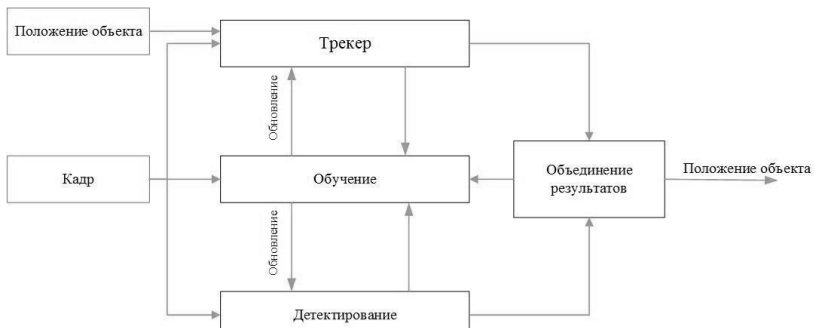 Положение объекта
Трекер
Обновление
Кадр
Обучение
Объединение
результатов
Положение объекта
Обновление
Детектирование